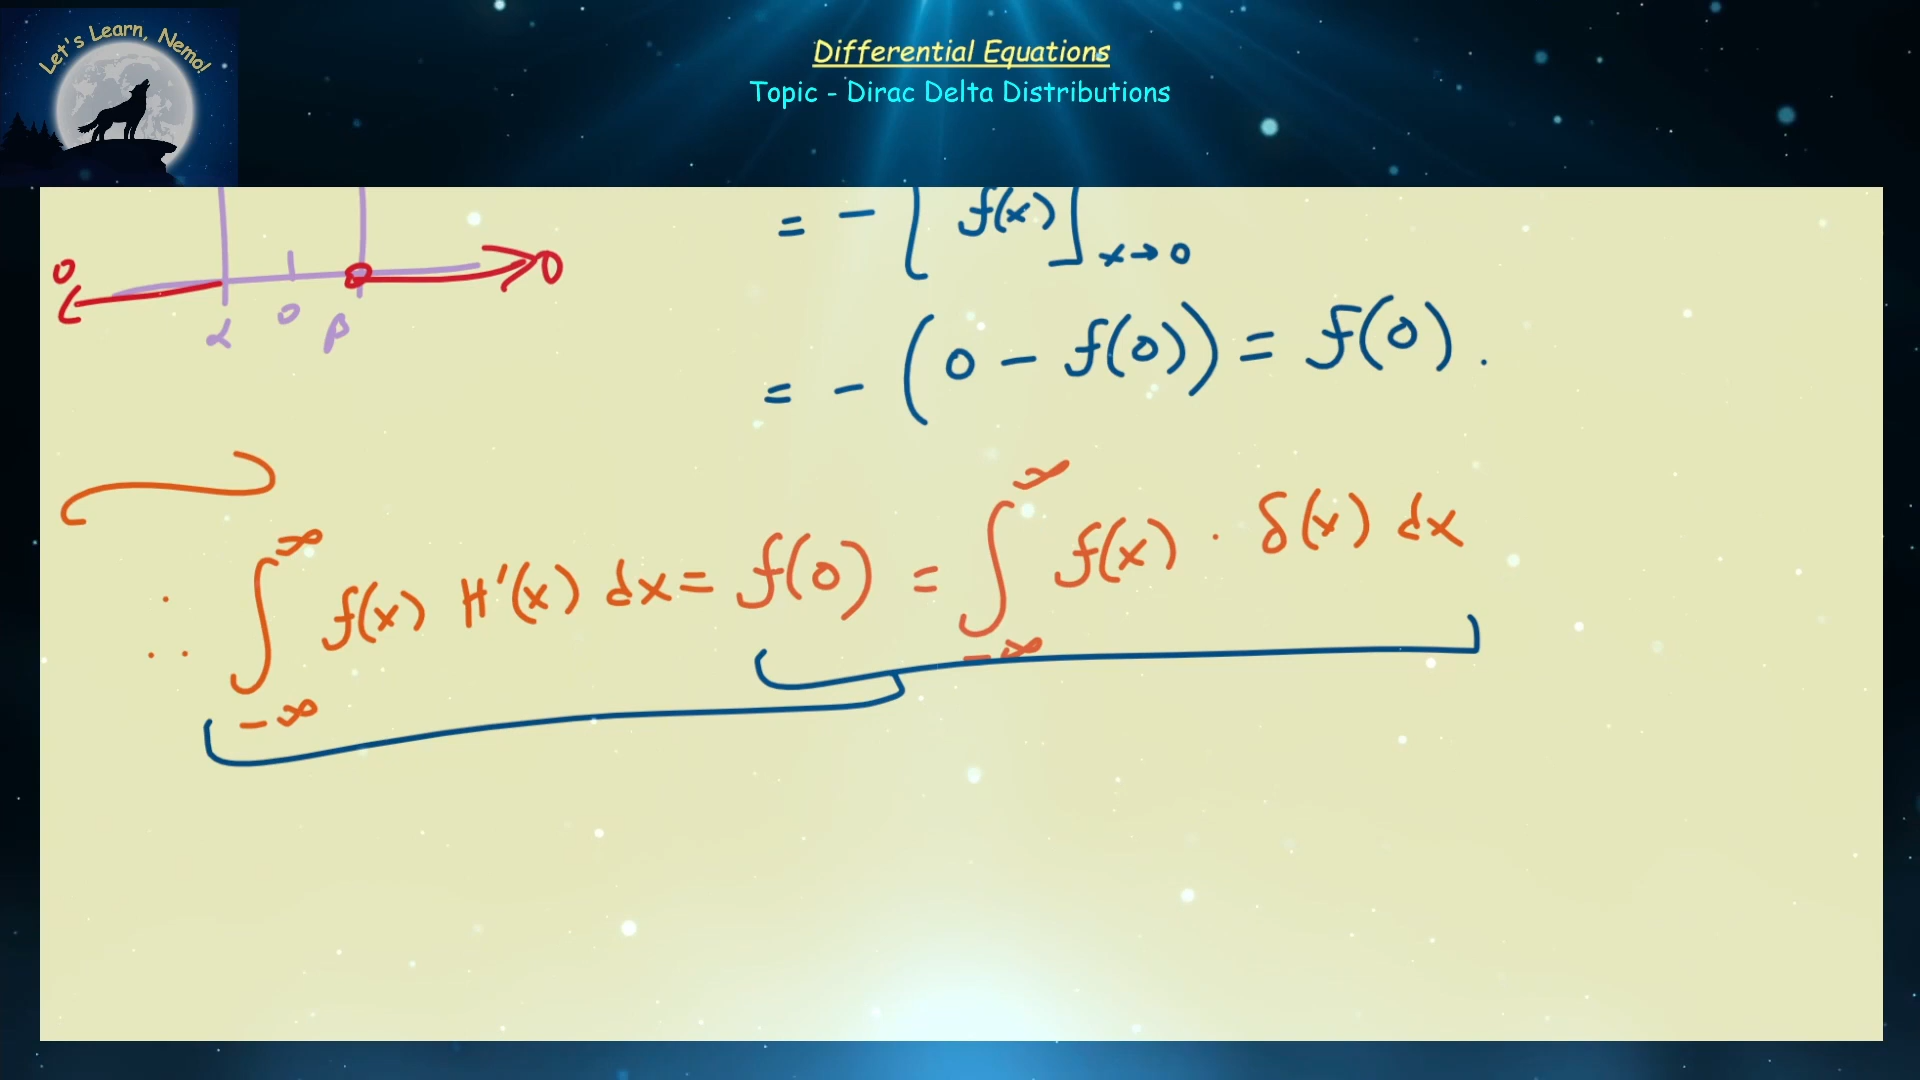 Let's Learn, Nemo!
Differential Equations
Topic - Dirac Delta Distributions
= - [ f(x) ]
x→0
0
0
α 0 β
= - (0 - f(0)) = f(0).
∴ ∫_{-∞}^{∞} f(x) H'(x) dx = f(0) = ∫_{-∞}^{∞} f(x) · δ(x) dx